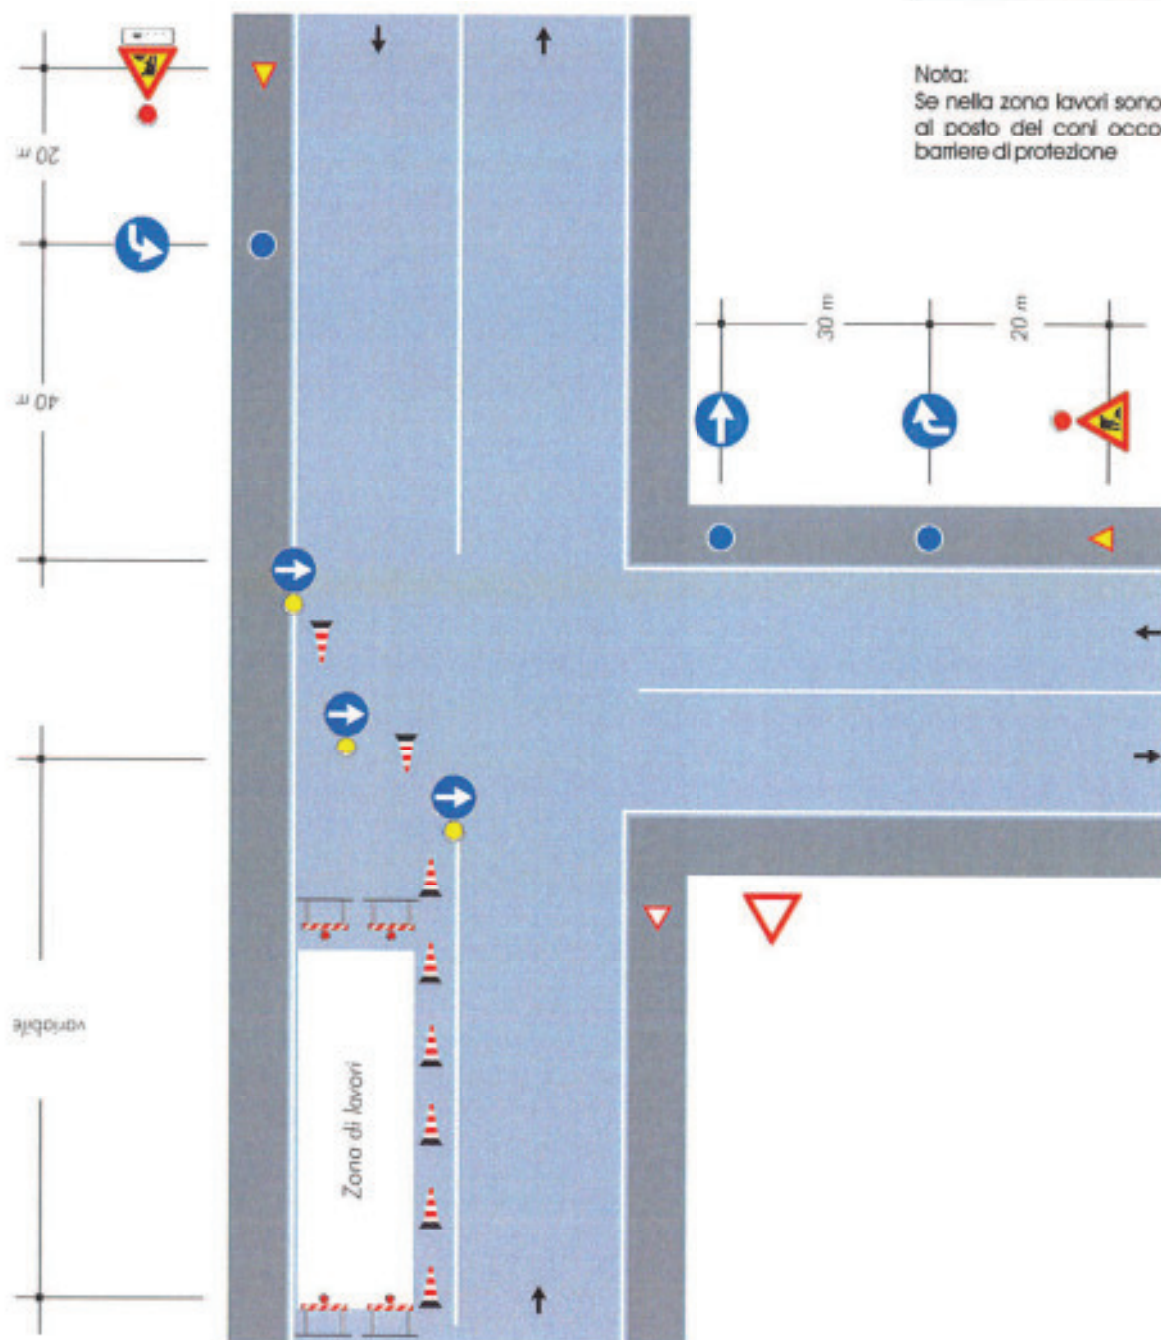 Nota:
Se nella zona lavori sono
al posto dei coni occo
barriere di protezione
20 m
40 m
30 m
20 m
variabile
Zona di lavori